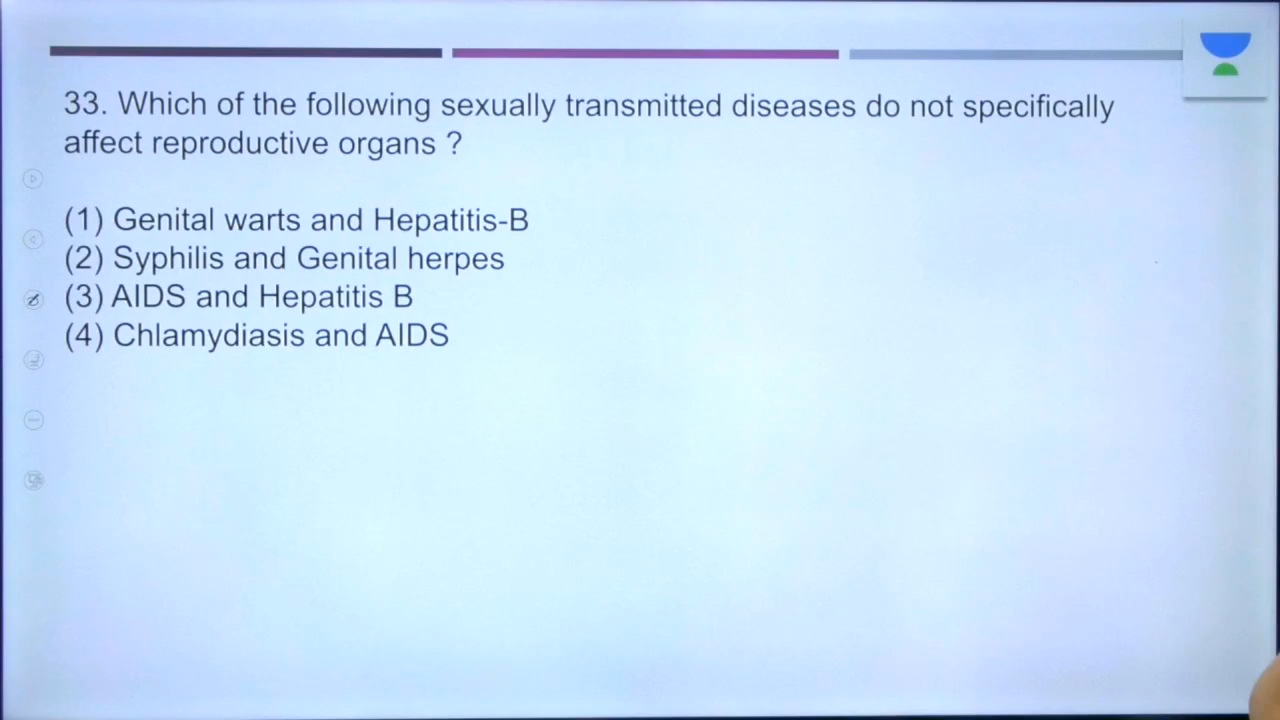 33. Which of the following sexually transmitted diseases do not specifically
affect reproductive organs ?
(1) Genital warts and Hepatitis-B
(2) Syphilis and Genital herpes
(3) AIDS and Hepatitis B
(4) Chlamydiasis and AIDS